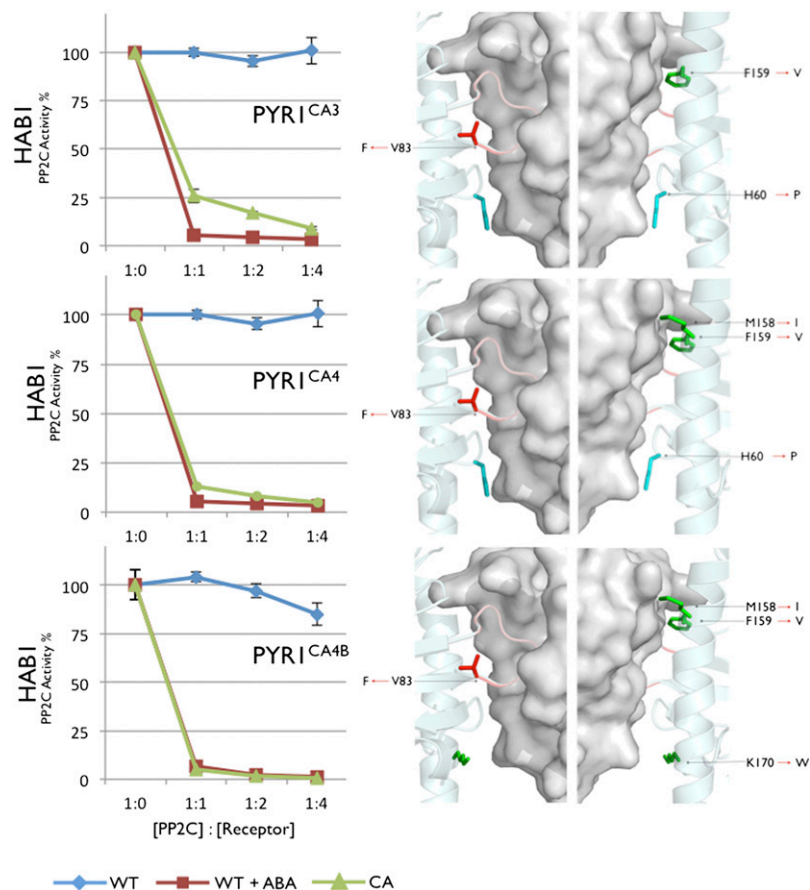 100
75
50
25
0
HAB1
PP2C Activity %
PYR1CA3
1:0 1:1 1:2 1:4
F159 → V
F ← V83
H60 → P
100
75
50
25
0
HAB1
PP2C Activity %
PYR1CA4
1:0 1:1 1:2 1:4
M158 → I
F159 → V
F ← V83
H60 → P
100
75
50
25
0
HAB1
PP2C Activity %
PYR1CA4B
1:0 1:1 1:2 1:4
[PP2C] : [Receptor]
M158 → I
F159 → V
F ← V83
K170 → W
WT WT + ABA CA